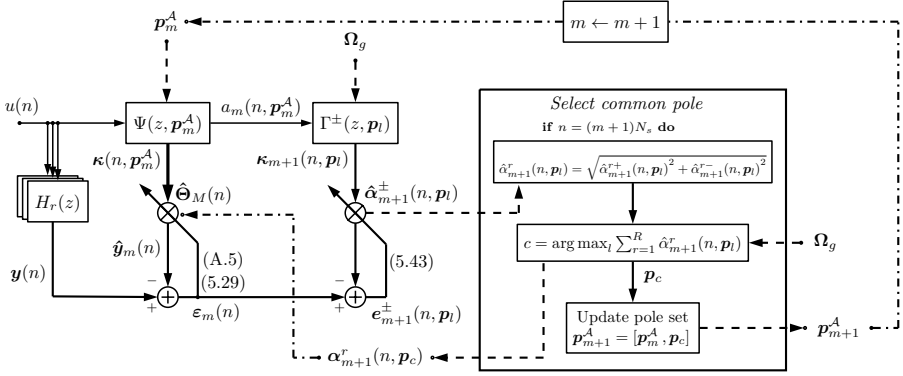 𝒑_m^𝒜
m ← m + 1
𝛀_g
u(n)
Ψ(z, 𝒑_m^𝒜)
a_m(n, 𝒑_m^𝒜)
Γ^±(z, 𝒑_l)
Select common pole
if n = (m + 1)N_s do
α̂_{m+1}^r(n, 𝒑_l) = √(α̂_{m+1}^{r+}(n, 𝒑_l)^2 + α̂_{m+1}^{r−}(n, 𝒑_l)^2)
𝜿(n, 𝒑_m^𝒜)
𝜿_{m+1}(n, 𝒑_l)
H_r(z)
𝚯̂_M(n)
𝜶̂_{m+1}^±(n, 𝒑_l)
c = arg max_l ∑_{r=1}^R α̂_{m+1}^r(n, 𝒑_l)
𝛀_g
𝒚̂_m(n)
(A.5)
(5.29)
(5.43)
𝒚(n)
𝒑_c
−
+
𝜺_m(n)
−
+
𝒆_{m+1}^±(n, 𝒑_l)
Update pole set
𝒑_{m+1}^𝒜 = [𝒑_m^𝒜, 𝒑_c]
𝒑_{m+1}^𝒜
𝜶_{m+1}^r(n, 𝒑_c)